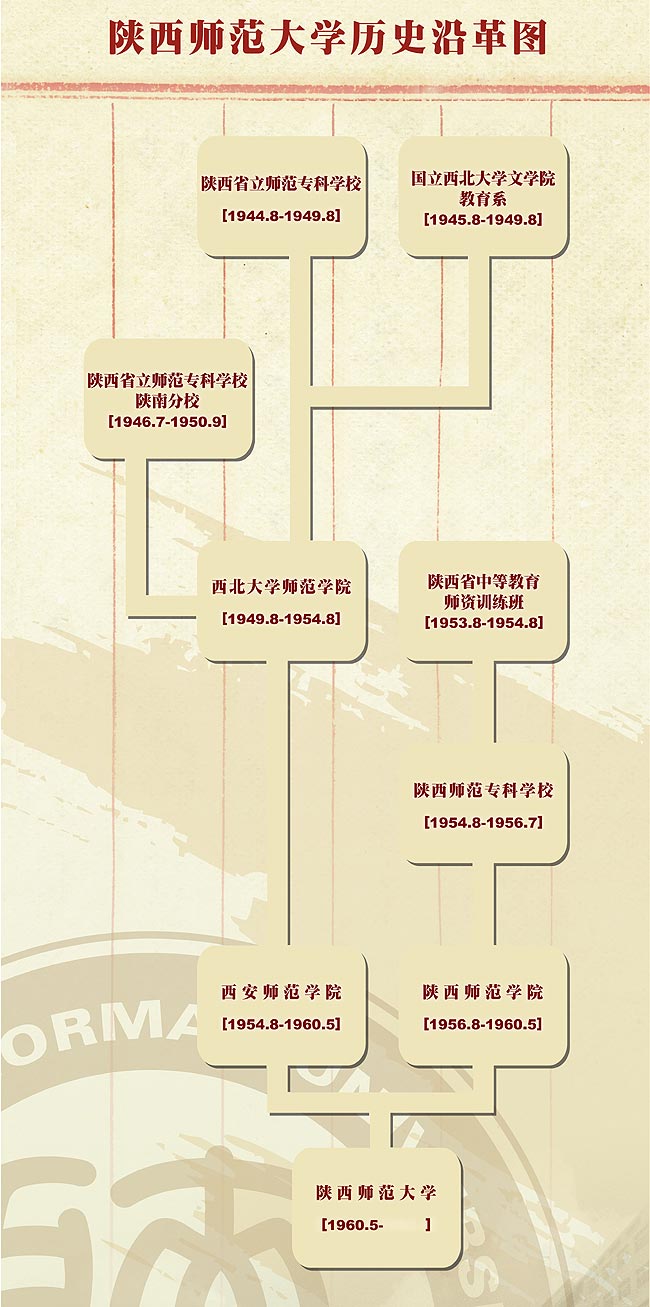 陕西师范大学历史沿革图
陕西省立师范专科学校
[1944.8-1949.8]
国立西北大学文学院
教育系
[1945.8-1949.8]
陕西省立师范专科学校
陕南分校
[1946.7-1950.9]
西北大学师范学院
[1949.8-1954.8]
陕西省中等教育
师资训练班
[1953.8-1954.8]
陕西师范专科学校
[1954.8-1956.7]
西安师范学院
[1954.8-1960.5]
陕西师范学院
[1956.8-1960.5]
陕西师范大学
[1960.5- ]